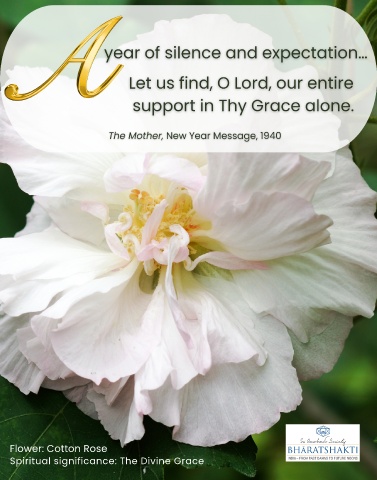 A year of silence and expectation...
Let us find, O Lord, our entire
support in Thy Grace alone.
The Mother, New Year Message, 1940
Flower: Cotton Rose
Spiritual significance: The Divine Grace
Sri Aurobindo Society
BHARATSHAKTI